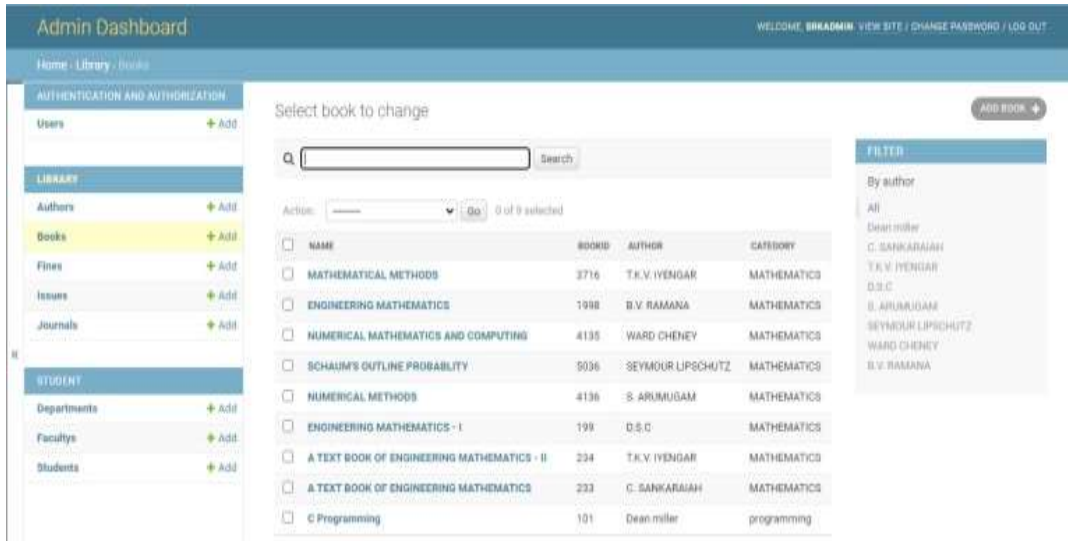 Admin Dashboard
WELCOME, BRKADMIN. VIEW SITE / CHANGE PASSWORD / LOG OUT
Home › Library › Books
AUTHENTICATION AND AUTHORIZATION
Users + Add
LIBRARY
Authors + Add
Books + Add
Fines + Add
Issues + Add
Journals + Add
STUDENT
Departments + Add
Facultys + Add
Students + Add
«
Select book to change
ADD BOOK +
Search
Action: --------- Go 0 of 9 selected
NAME BOOKID AUTHOR CATEGORY
MATHEMATICAL METHODS 3716 T.K.V. IYENGAR MATHEMATICS
ENGINEERING MATHEMATICS 1998 B.V. RAMANA MATHEMATICS
NUMERICAL MATHEMATICS AND COMPUTING 4135 WARD CHENEY MATHEMATICS
SCHAUM'S OUTLINE PROBABLITY 5036 SEYMOUR LIPSCHUTZ MATHEMATICS
NUMERICAL METHODS 4136 S. ARUMUGAM MATHEMATICS
ENGINEERING MATHEMATICS - I 199 D.S.C MATHEMATICS
A TEXT BOOK OF ENGINEERING MATHEMATICS - II 234 T.K.V. IYENGAR MATHEMATICS
A TEXT BOOK OF ENGINEERING MATHEMATICS 233 C. SANKARAIAH MATHEMATICS
C Programming 101 Dean miller programming
FILTER
By author
All
Dean miller
C. SANKARAIAH
T.K.V. IYENGAR
D.S.C
S. ARUMUGAM
SEYMOUR LIPSCHUTZ
WARD CHENEY
B.V. RAMANA